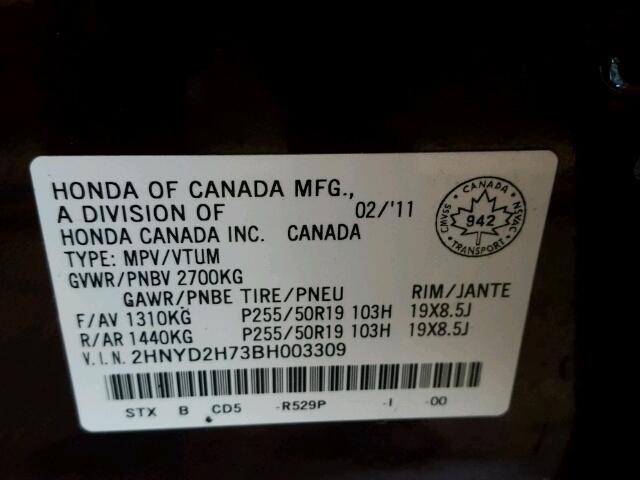 HONDA OF CANADA MFG.,
A DIVISION OF 02/'11
HONDA CANADA INC. CANADA
TYPE: MPV/VTUM
GVWR/PNBV 2700KG
GAWR/PNBE TIRE/PNEU RIM/JANTE
F/AV 1310KG P255/50R19 103H 19X8.5J
R/AR 1440KG P255/50R19 103H 19X8.5J
V.I.N. 2HNYD2H73BH003309
STX B CD5 -R529P -I -00
CANADA
CMVSS 942 NSVAC
TRANSPORT